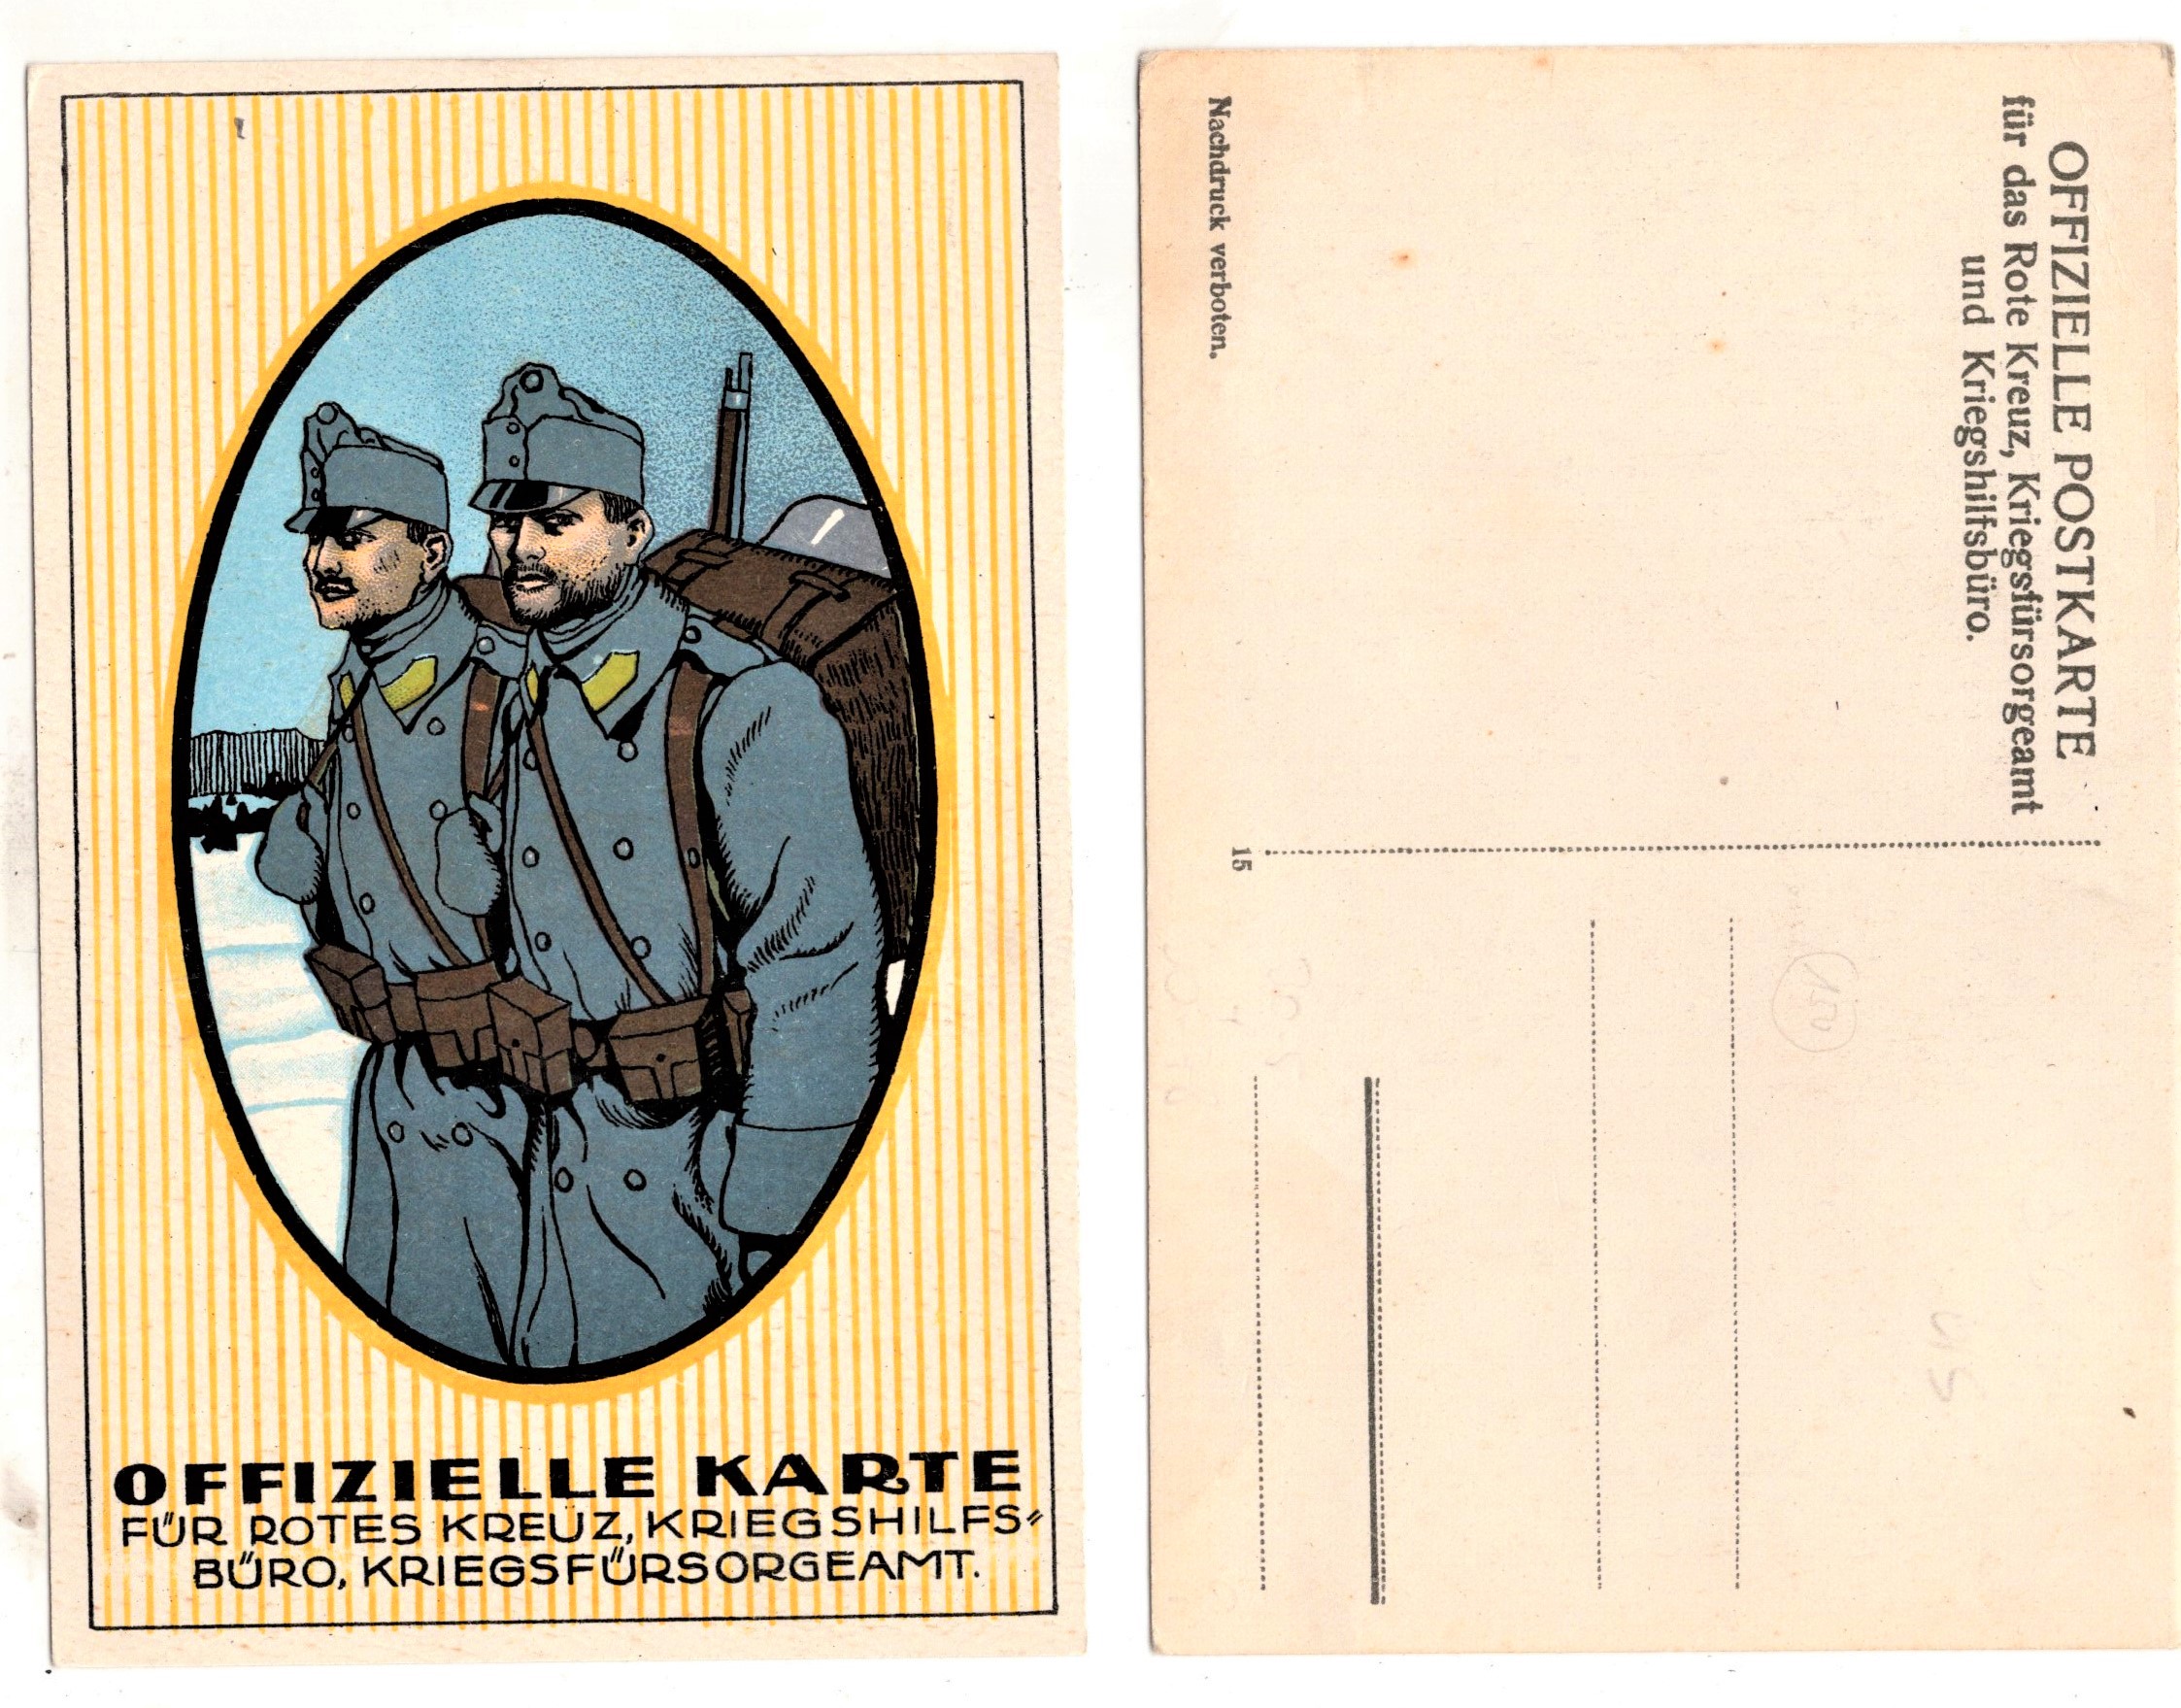 OFFIZIELLE KARTE
FÜR ROTES KREUZ, KRIEGSHILFS=
BÜRO, KRIEGSFÜRSORGEAMT.
OFFIZIELLE POSTKARTE
für das Rote Kreuz, Kriegsfürsorgeamt
und Kriegshilfsbüro.
Nachdruck verboten.
15
150